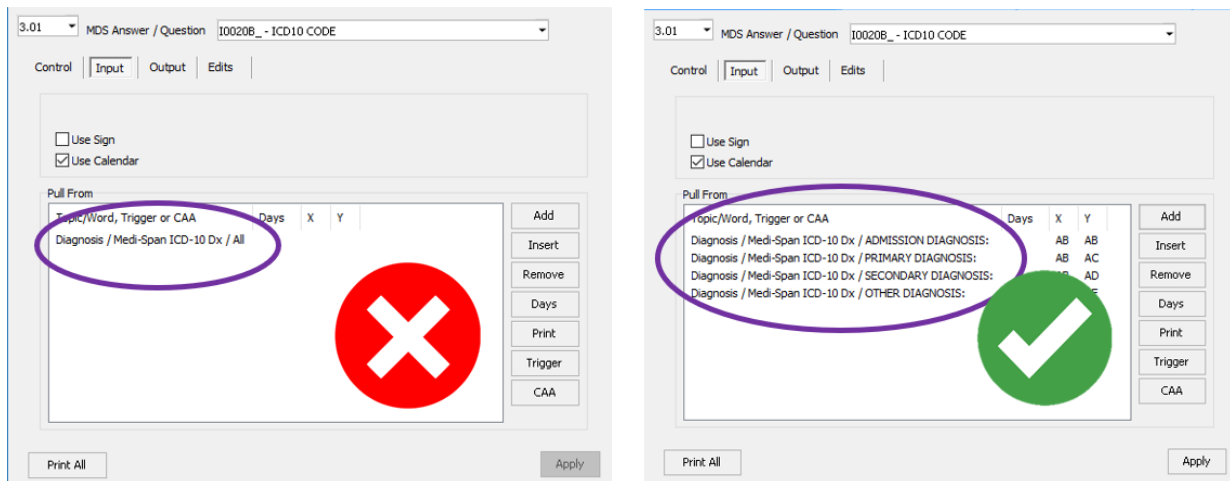 3.01 MDS Answer / Question I0020B_ - ICD10 CODE
Control Input Output Edits
Use Sign
Use Calendar
Pull From
Topic/Word, Trigger or CAA Days X Y
Diagnosis / Medi-Span ICD-10 Dx / All
Add
Insert
Remove
Days
Print
Trigger
CAA
Print All Apply
3.01 MDS Answer / Question I0020B_ - ICD10 CODE
Control Input Output Edits
Use Sign
Use Calendar
Pull From
Topic/Word, Trigger or CAA Days X Y
Diagnosis / Medi-Span ICD-10 Dx / ADMISSION DIAGNOSIS: AB AB
Diagnosis / Medi-Span ICD-10 Dx / PRIMARY DIAGNOSIS: AB AC
Diagnosis / Medi-Span ICD-10 Dx / SECONDARY DIAGNOSIS: AD
Diagnosis / Medi-Span ICD-10 Dx / OTHER DIAGNOSIS:
Add
Insert
Remove
Days
Print
Trigger
CAA
Print All Apply